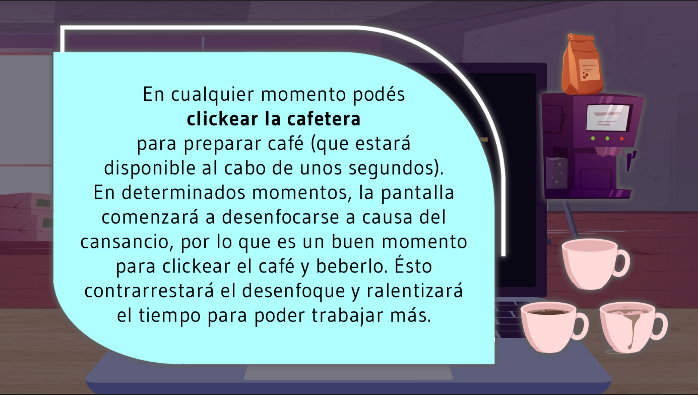 En cualquier momento podés
clickear la cafetera
para preparar café (que estará
disponible al cabo de unos segundos).
En determinados momentos, la pantalla
comenzará a desenfocarse a causa del
cansancio, por lo que es un buen momento
para clickear el café y beberlo. Ésto
contrarrestará el desenfoque y ralentizará
el tiempo para poder trabajar más.